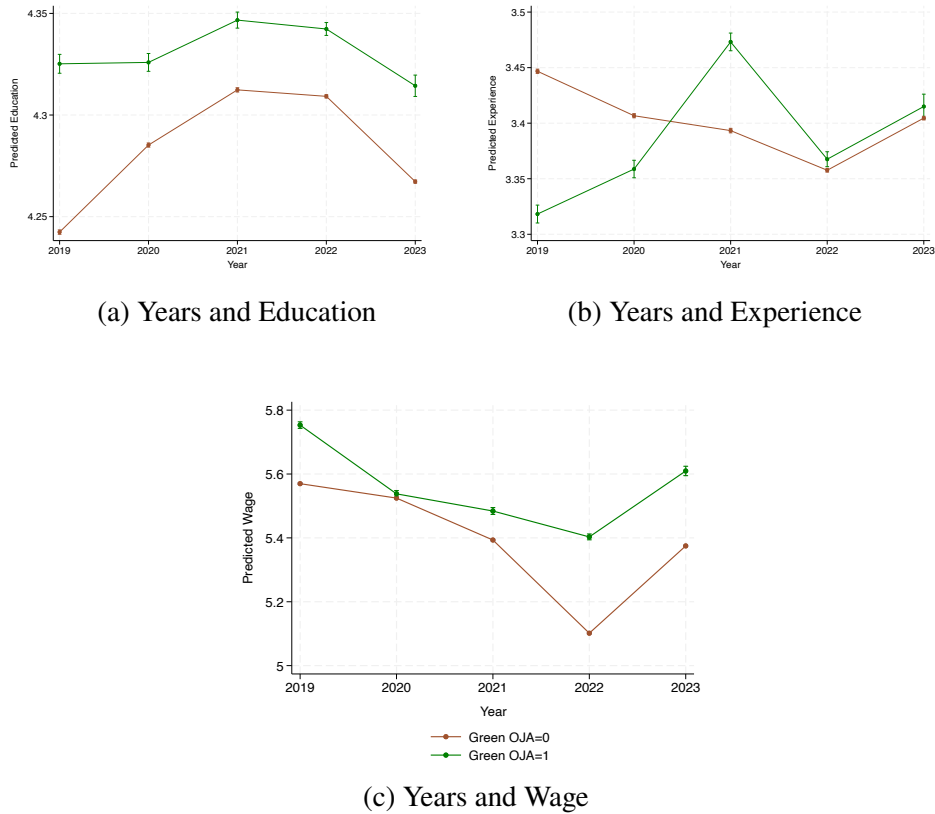 4.35
4.3
4.25
Predicted Education
2019 2020 2021 2022 2023
Year
(a) Years and Education
3.5
3.45
3.4
3.35
3.3
Predicted Experience
2019 2020 2021 2022 2023
Year
(b) Years and Experience
5.8
5.6
5.4
5.2
5
Predicted Wage
2019 2020 2021 2022 2023
Year
Green OJA=0
Green OJA=1
(c) Years and Wage